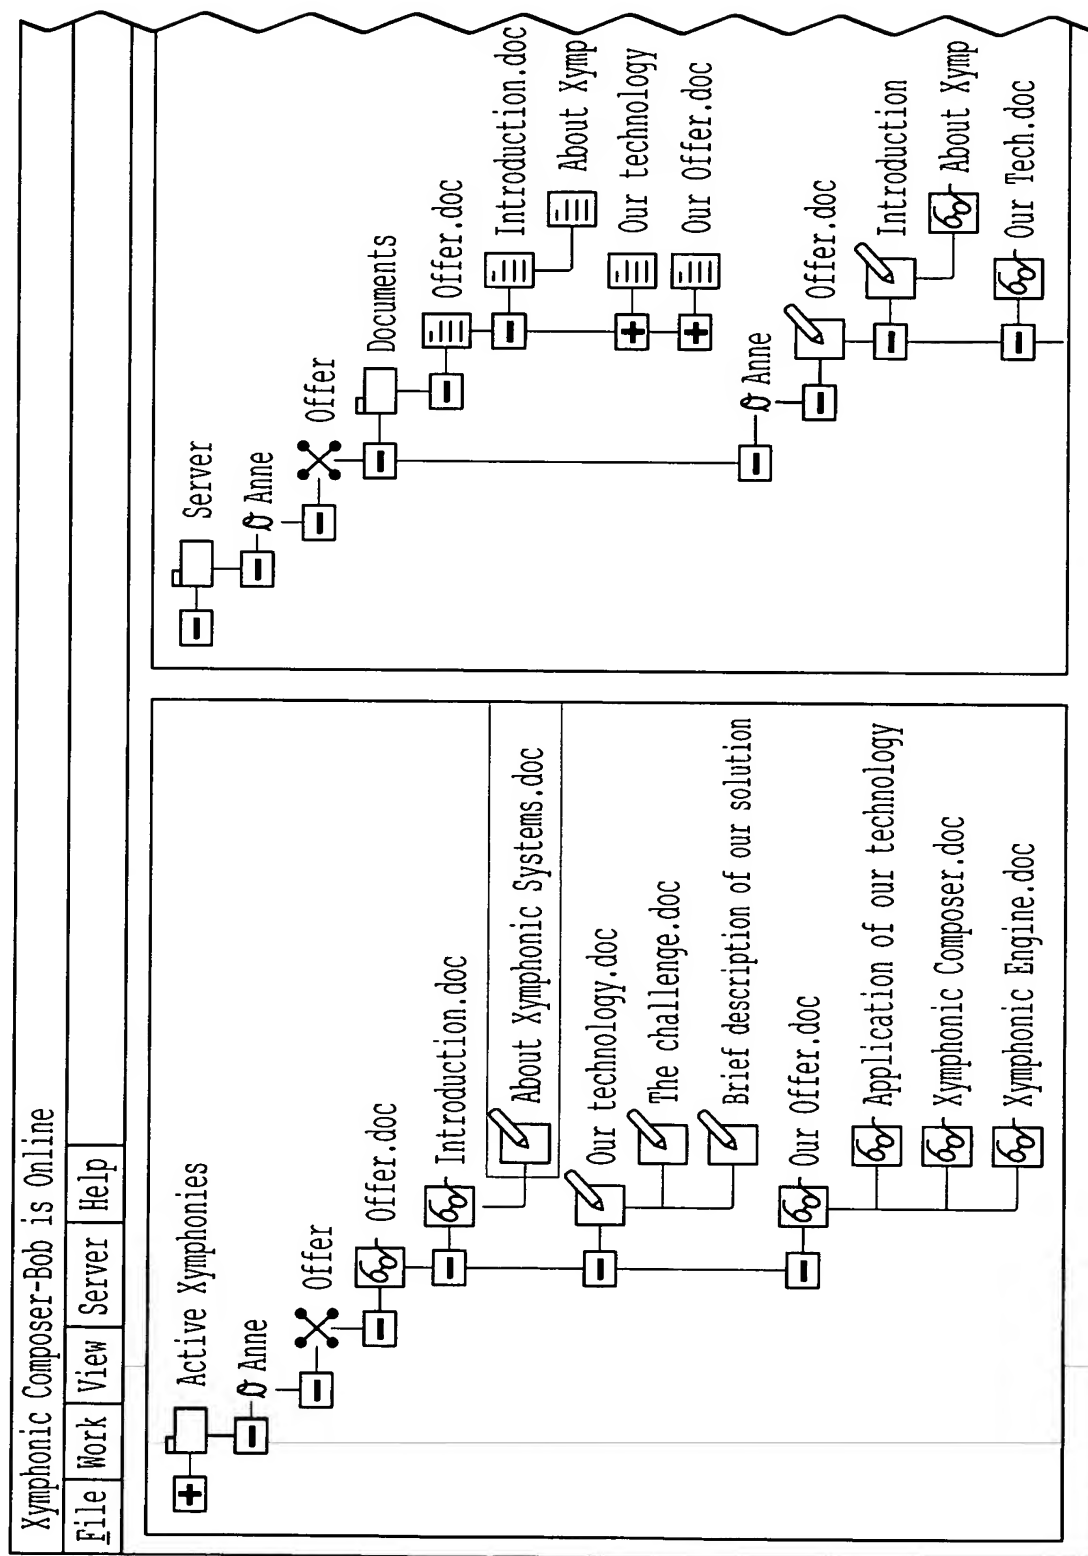 Xymphonic Composer-Bob is Online
File Work View Server Help
Active Xymphonies
Anne
Offer
Offer.doc
Introduction.doc
About Xymphonic Systems.doc
Our technology.doc
The challenge.doc
Brief description of our solution
Our Offer.doc
Application of our technology
Xymphonic Composer.doc
Xymphonic Engine.doc
Server
Anne
Offer
Documents
Offer.doc
Introduction.doc
About Xymp
Our technology
Our Offer.doc
Anne
Offer.doc
Introduction
About Xymp
Our Tech.doc